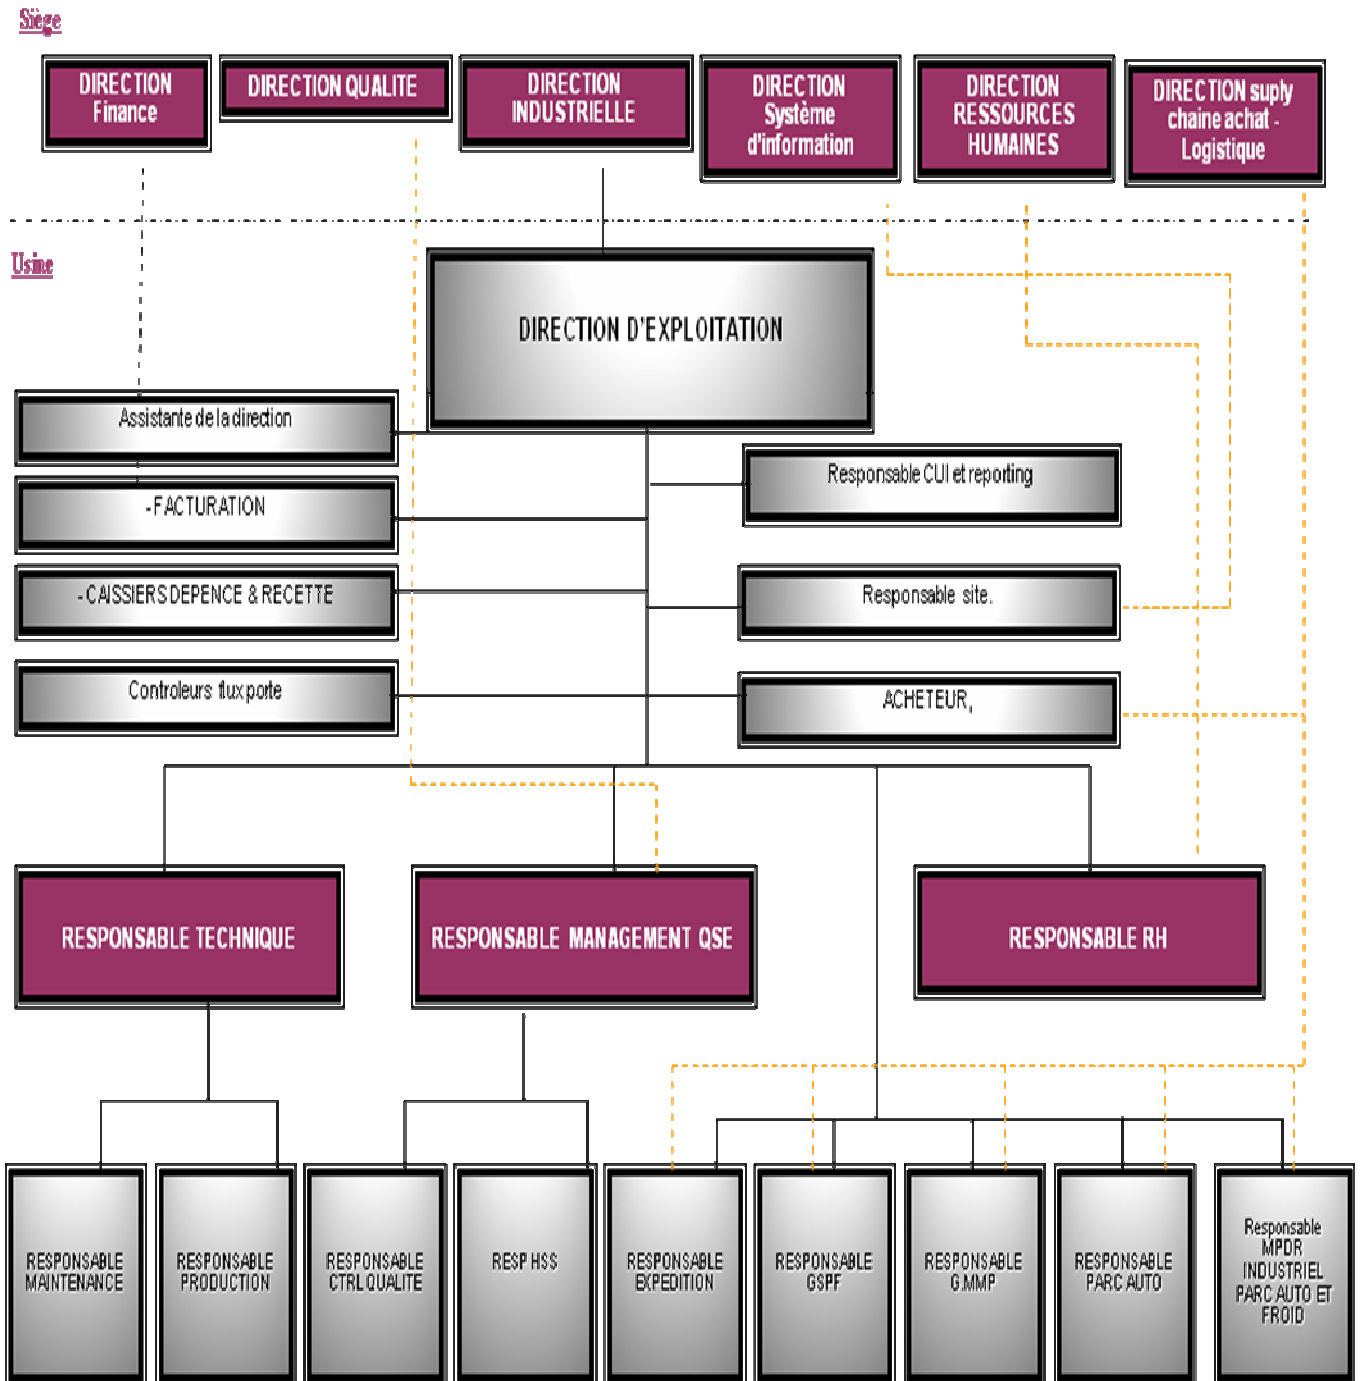 Siège
DIRECTION
Finance
DIRECTION QUALITE
DIRECTION
INDUSTRIELLE
DIRECTION
Système
d'information
DIRECTION
RESSOURCES
HUMAINES
DIRECTION suply
chaine achat -
Logistique
Usine
DIRECTION D'EXPLOITATION
Assistante de la direction
Responsable CUI et reporting
- FACTURATION
- CAISSIERS DEPENCE & RECETTE
Responsable site.
Controleurs flux porte
ACHETEUR,
RESPONSABLE TECHNIQUE
RESPONSABLE MANAGEMENT QSE
RESPONSABLE RH
RESPONSABLE
MAINTENANCE
RESPONSABLE
PRODUCTION
RESPONSABLE
CTRL QUALITE
RESP HSS
RESPONSABLE
EXPEDITION
RESPONSABLE
GSPF
RESPONSABLE
G.MMP
RESPONSABLE
PARC AUTO
Responsable
MPDR
INDUSTRIEL
PARC AUTO ET
FROID